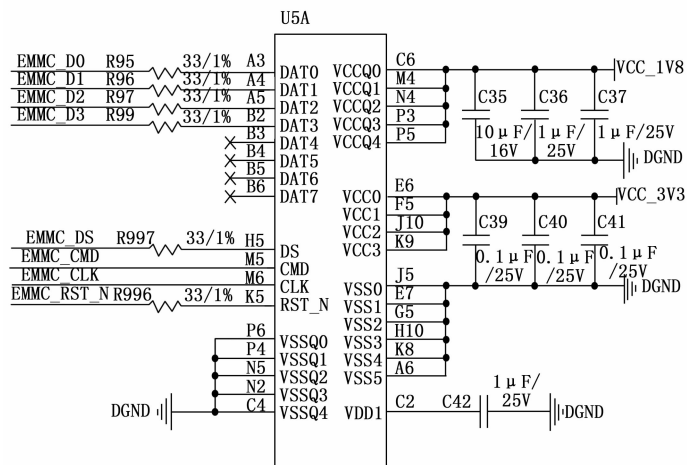 U5A
EMMC_D0 R95 33/1% A3 DAT0 VCCQ0 C6 VCC_1V8
EMMC_D1 R96 33/1% A4 DAT1 VCCQ1 M4
EMMC_D2 R97 33/1% A5 DAT2 VCCQ2 N4 C35 C36 C37
EMMC_D3 R99 33/1% B2 DAT3 VCCQ3 P3 10μF/ 1μF/ 1μF/25V
B3 DAT4 VCCQ4 P5 16V 25V
B4 DAT5 DGND
B5 DAT6
B6 DAT7 VCC0 E6 VCC_3V3
VCC1 F5
VCC2 J10 C39 C40 C41
EMMC_DS R997 33/1% H5 DS VCC3 K9 0.1μF 0.1μF 0.1μF
EMMC_CMD M5 CMD /25V /25V /25V
EMMC_CLK M6 CLK VSS0 J5 DGND
EMMC_RST_N R996 33/1% K5 RST_N VSS1 E7
VSS2 G5
P6 VSSQ0 VSS3 H10
P4 VSSQ1 VSS4 K8
N5 VSSQ2 VSS5 A6
N2 VSSQ3 1μF/
DGND C4 VSSQ4 VDD1 C2 C42 25V DGND